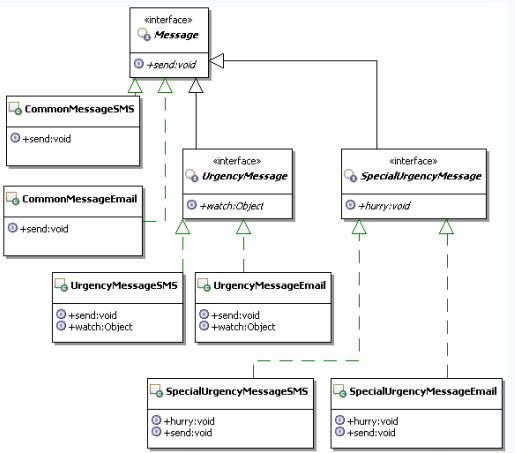 «interface»
Message
+send:void
CommonMessageSMS
+send:void
«interface»
UrgencyMessage
+watch:Object
«interface»
SpecialUrgencyMessage
+hurry:void
CommonMessageEmail
+send:void
UrgencyMessageSMS
+send:void
+watch:Object
UrgencyMessageEmail
+send:void
+watch:Object
SpecialUrgencyMessageSMS
+hurry:void
+send:void
SpecialUrgencyMessageEmail
+hurry:void
+send:void